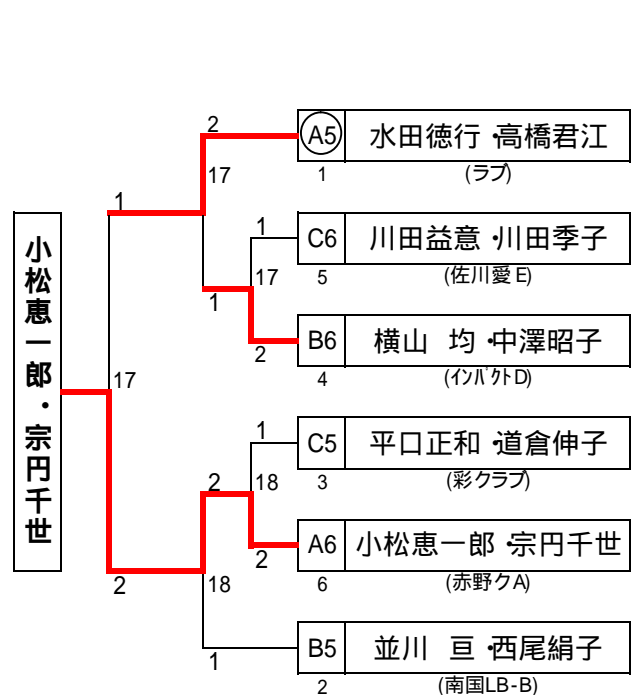 2
A5 水田徳行・高橋君江
1 (ラブ)
17
1
1
C6 川田益意・川田季子
5 (佐川愛E)
17
1
2
B6 横山 均・中澤昭子
4 (インパクトD)
小松恵一郎・宗円千世
17
1
C5 平口正和・道倉伸子
3 (彩クラブ)
2
18
A6 小松恵一郎・宗円千世
2
6 (赤野クA)
2
18
B5 並川 亘・西尾絹子
1
2 (南国LB-B)